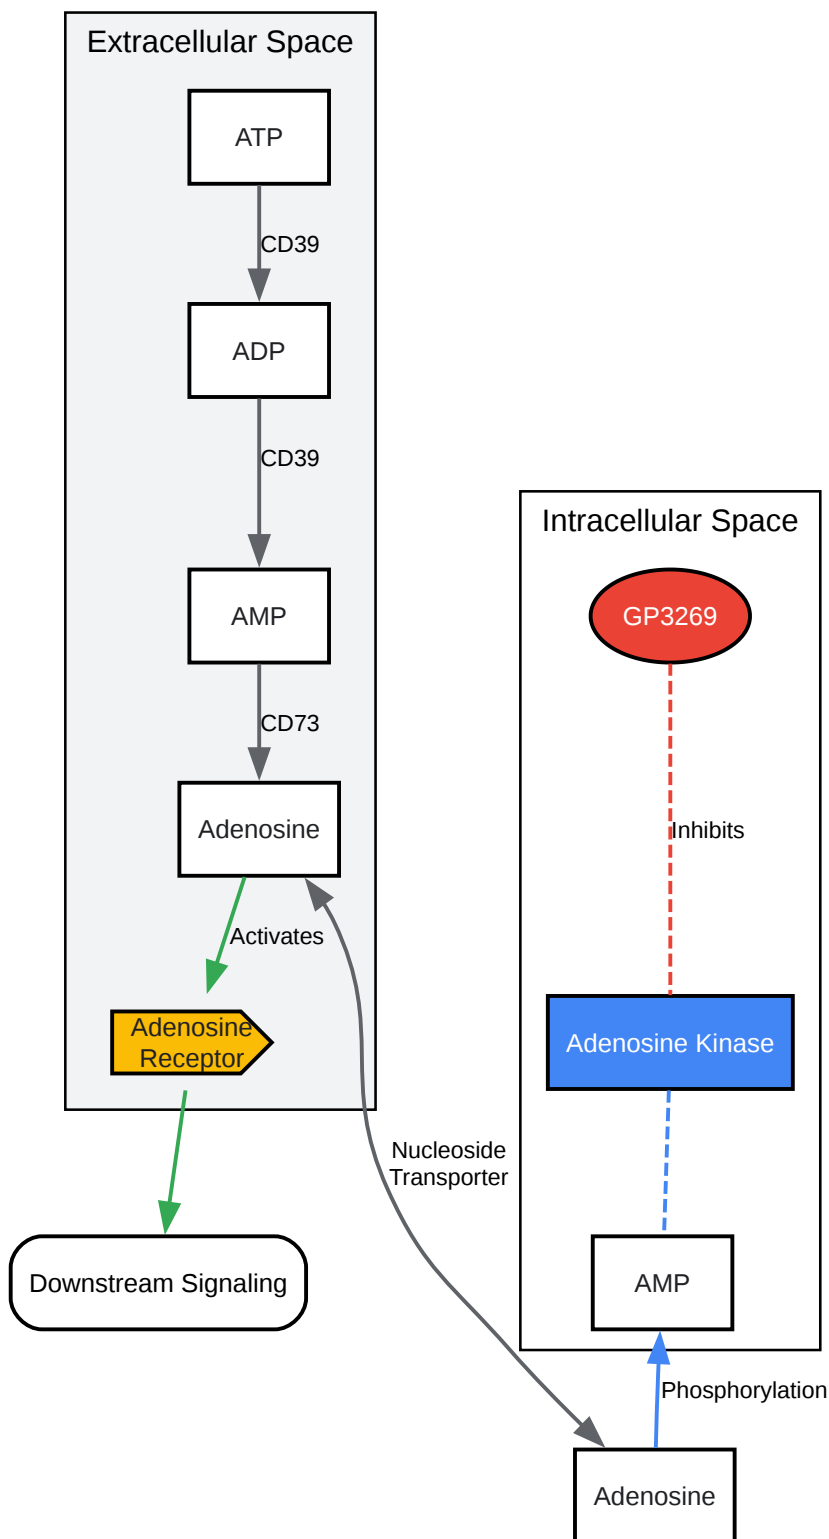 Extracellular Space
ATP
CD39
ADP
CD39
AMP
CD73
Adenosine
Activates
Adenosine
Receptor
Downstream Signaling
Nucleoside
Transporter
Intracellular Space
GP3269
Inhibits
Adenosine Kinase
AMP
Phosphorylation
Adenosine